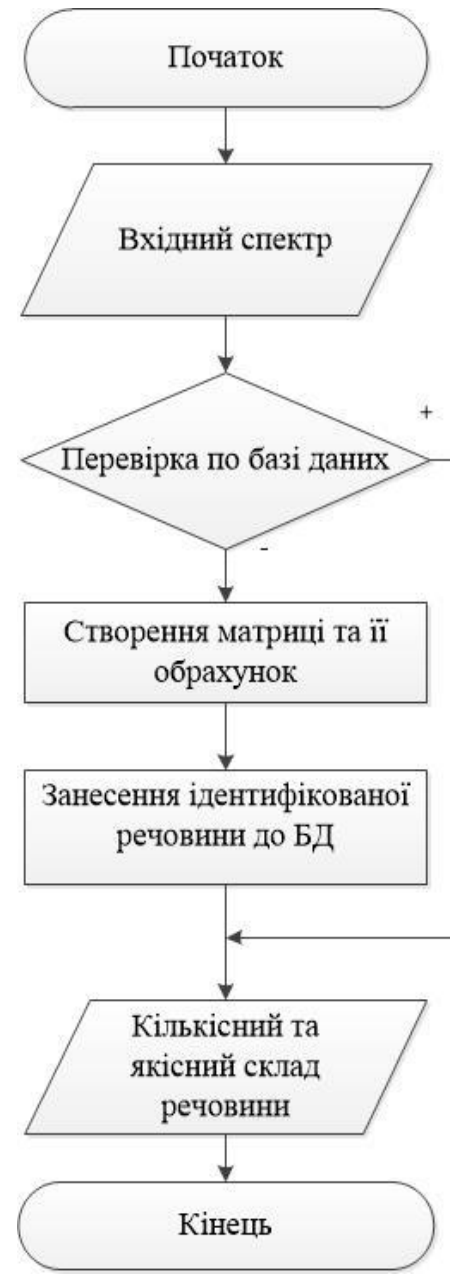 Початок
Вхідний спектр
+
Перевірка по базі даних
-
Створення матриці та її
обрахунок
Занесення ідентифікованої
речовини до БД
Кількісний та
якісний склад
речовини
Кінець